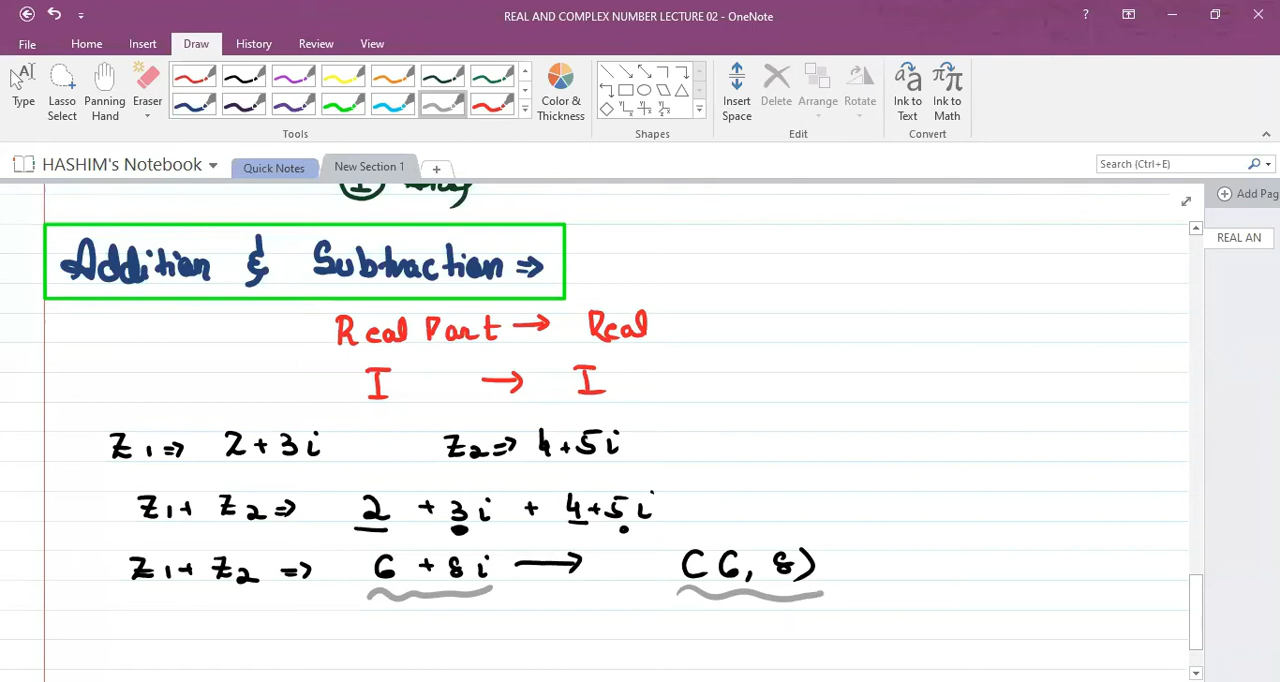 REAL AND COMPLEX NUMBER LECTURE 02 - OneNote
File Home Insert Draw History Review View
Type Lasso Select Panning Hand Eraser Color & Thickness Insert Space Delete Arrange Rotate Ink to Text Ink to Math
Tools Shapes Edit Convert
HASHIM's Notebook Quick Notes New Section 1 Search (Ctrl+E)
Add Pag
REAL AN
Addition & Subtraction ⇒
Real Part → Real
I → I
Z1 ⇒ 2 + 3i Z2 ⇒ 4+5i
Z1 + Z2 ⇒ 2 + 3i + 4+5i
Z1 + Z2 ⇒ 6 + 8i → (6, 8)